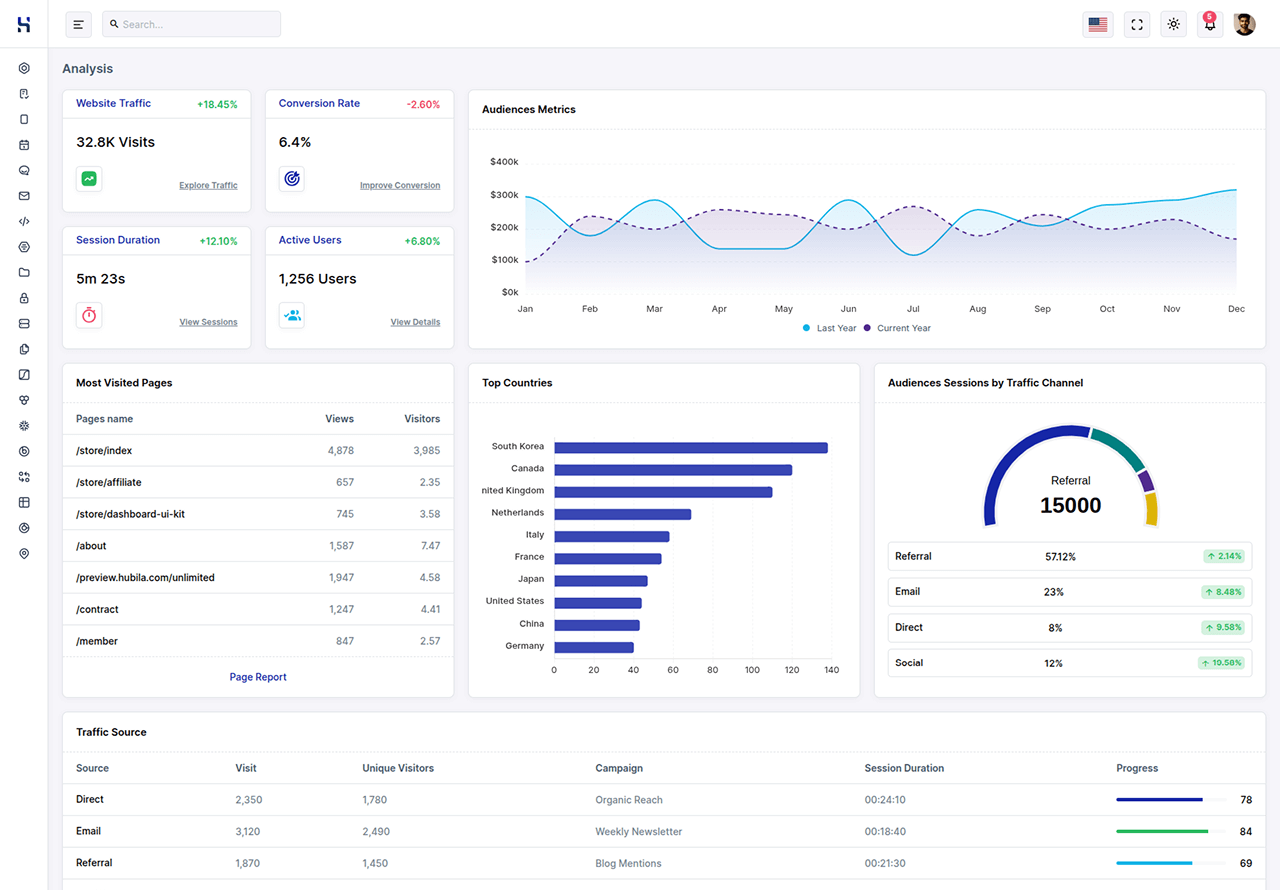 Search...
5
Analysis
Website Traffic +18.45%
32.8K Visits
Explore Traffic
Conversion Rate -2.60%
6.4%
Improve Conversion
Session Duration +12.10%
5m 23s
View Sessions
Active Users +6.80%
1,256 Users
View Details
Audiences Metrics
$400k
$300k
$200k
$100k
$0k
Jan Feb Mar Apr May Jun Jul Aug Sep Oct Nov Dec
Last Year Current Year
Most Visited Pages
Pages name Views Visitors
/store/index 4,878 3,985
/store/affiliate 657 2.35
/store/dashboard-ui-kit 745 3.58
/about 1,587 7.47
/preview.hubila.com/unlimited 1,947 4.58
/contract 1,247 4.41
/member 847 2.57
Page Report
Top Countries
South Korea
Canada
nited Kingdom
Netherlands
Italy
France
Japan
United States
China
Germany
0 20 40 60 80 100 120 140
Audiences Sessions by Traffic Channel
Referral
15000
Referral 57.12% ↑ 2.14%
Email 23% ↑ 8.48%
Direct 8% ↑ 9.58%
Social 12% ↑ 19.58%
Traffic Source
Source Visit Unique Visitors Campaign Session Duration Progress
Direct 2,350 1,780 Organic Reach 00:24:10 78
Email 3,120 2,490 Weekly Newsletter 00:18:40 84
Referral 1,870 1,450 Blog Mentions 00:21:30 69